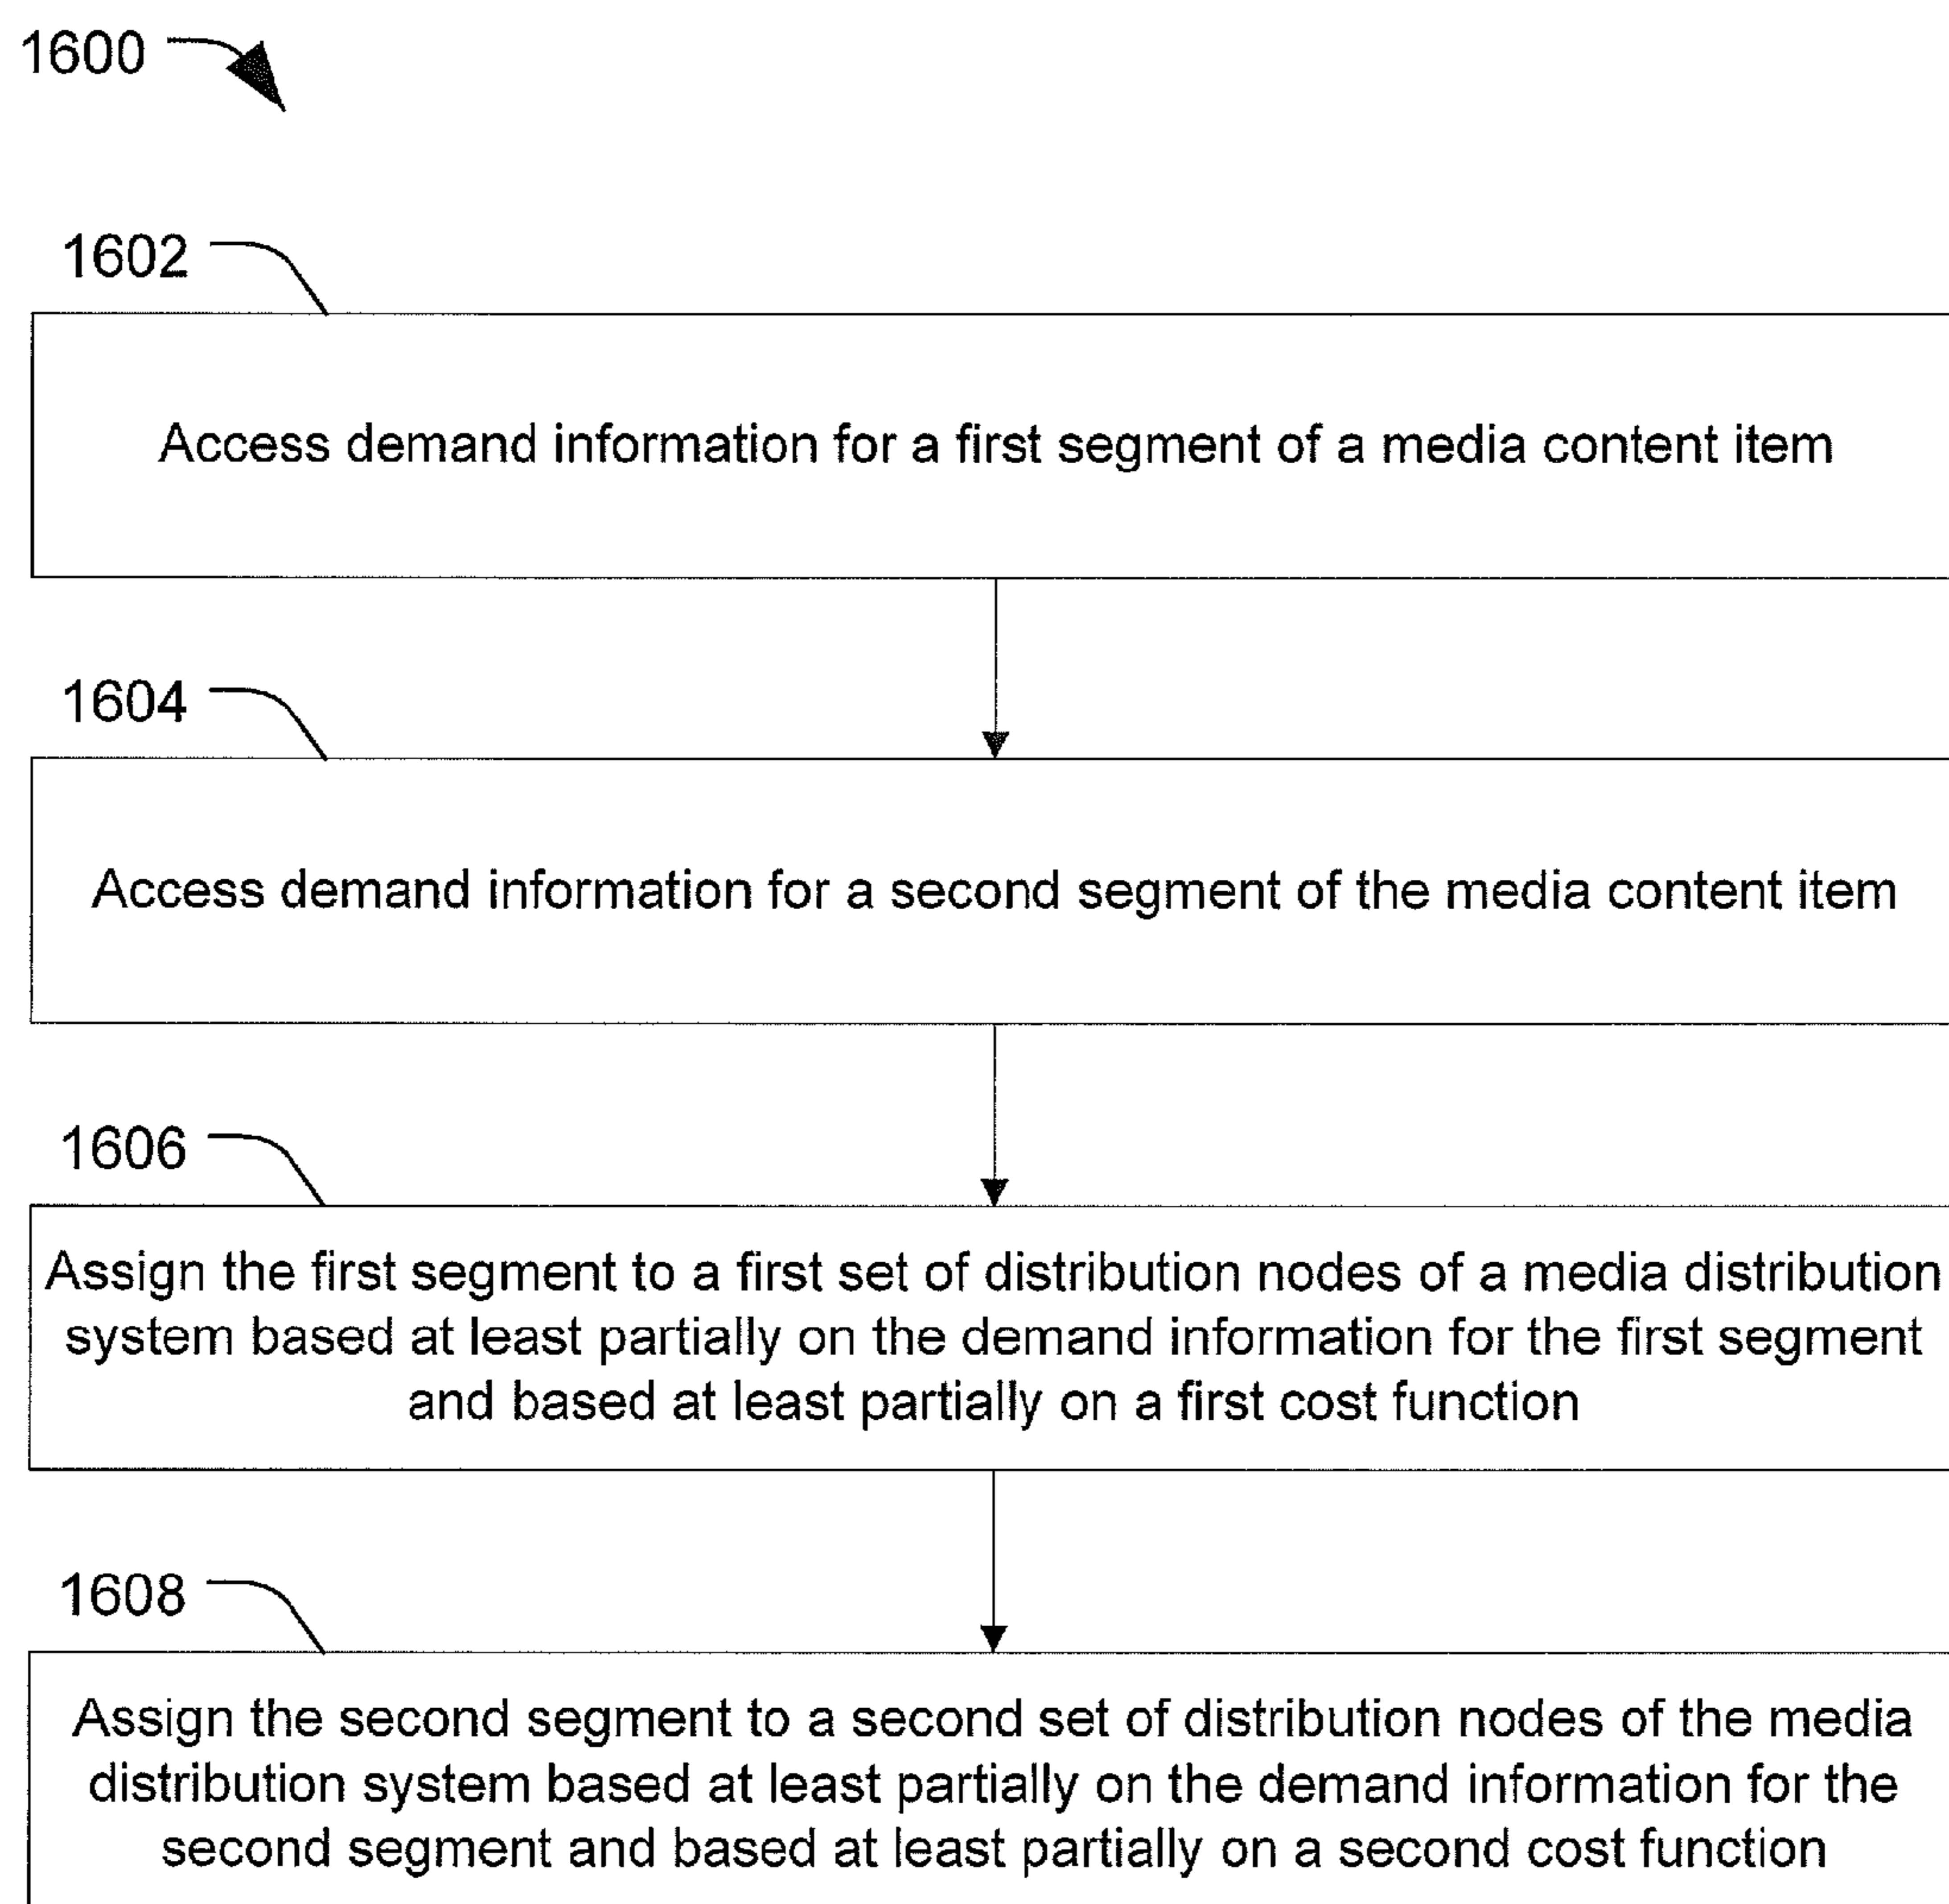 1600
1602
Access demand information for a first segment of a media content item
1604
Access demand information for a second segment of the media content item
1606
Assign the first segment to a first set of distribution nodes of a media distribution
system based at least partially on the demand information for the first segment
and based at least partially on a first cost function
1608
Assign the second segment to a second set of distribution nodes of the media
distribution system based at least partially on the demand information for the
second segment and based at least partially on a second cost function